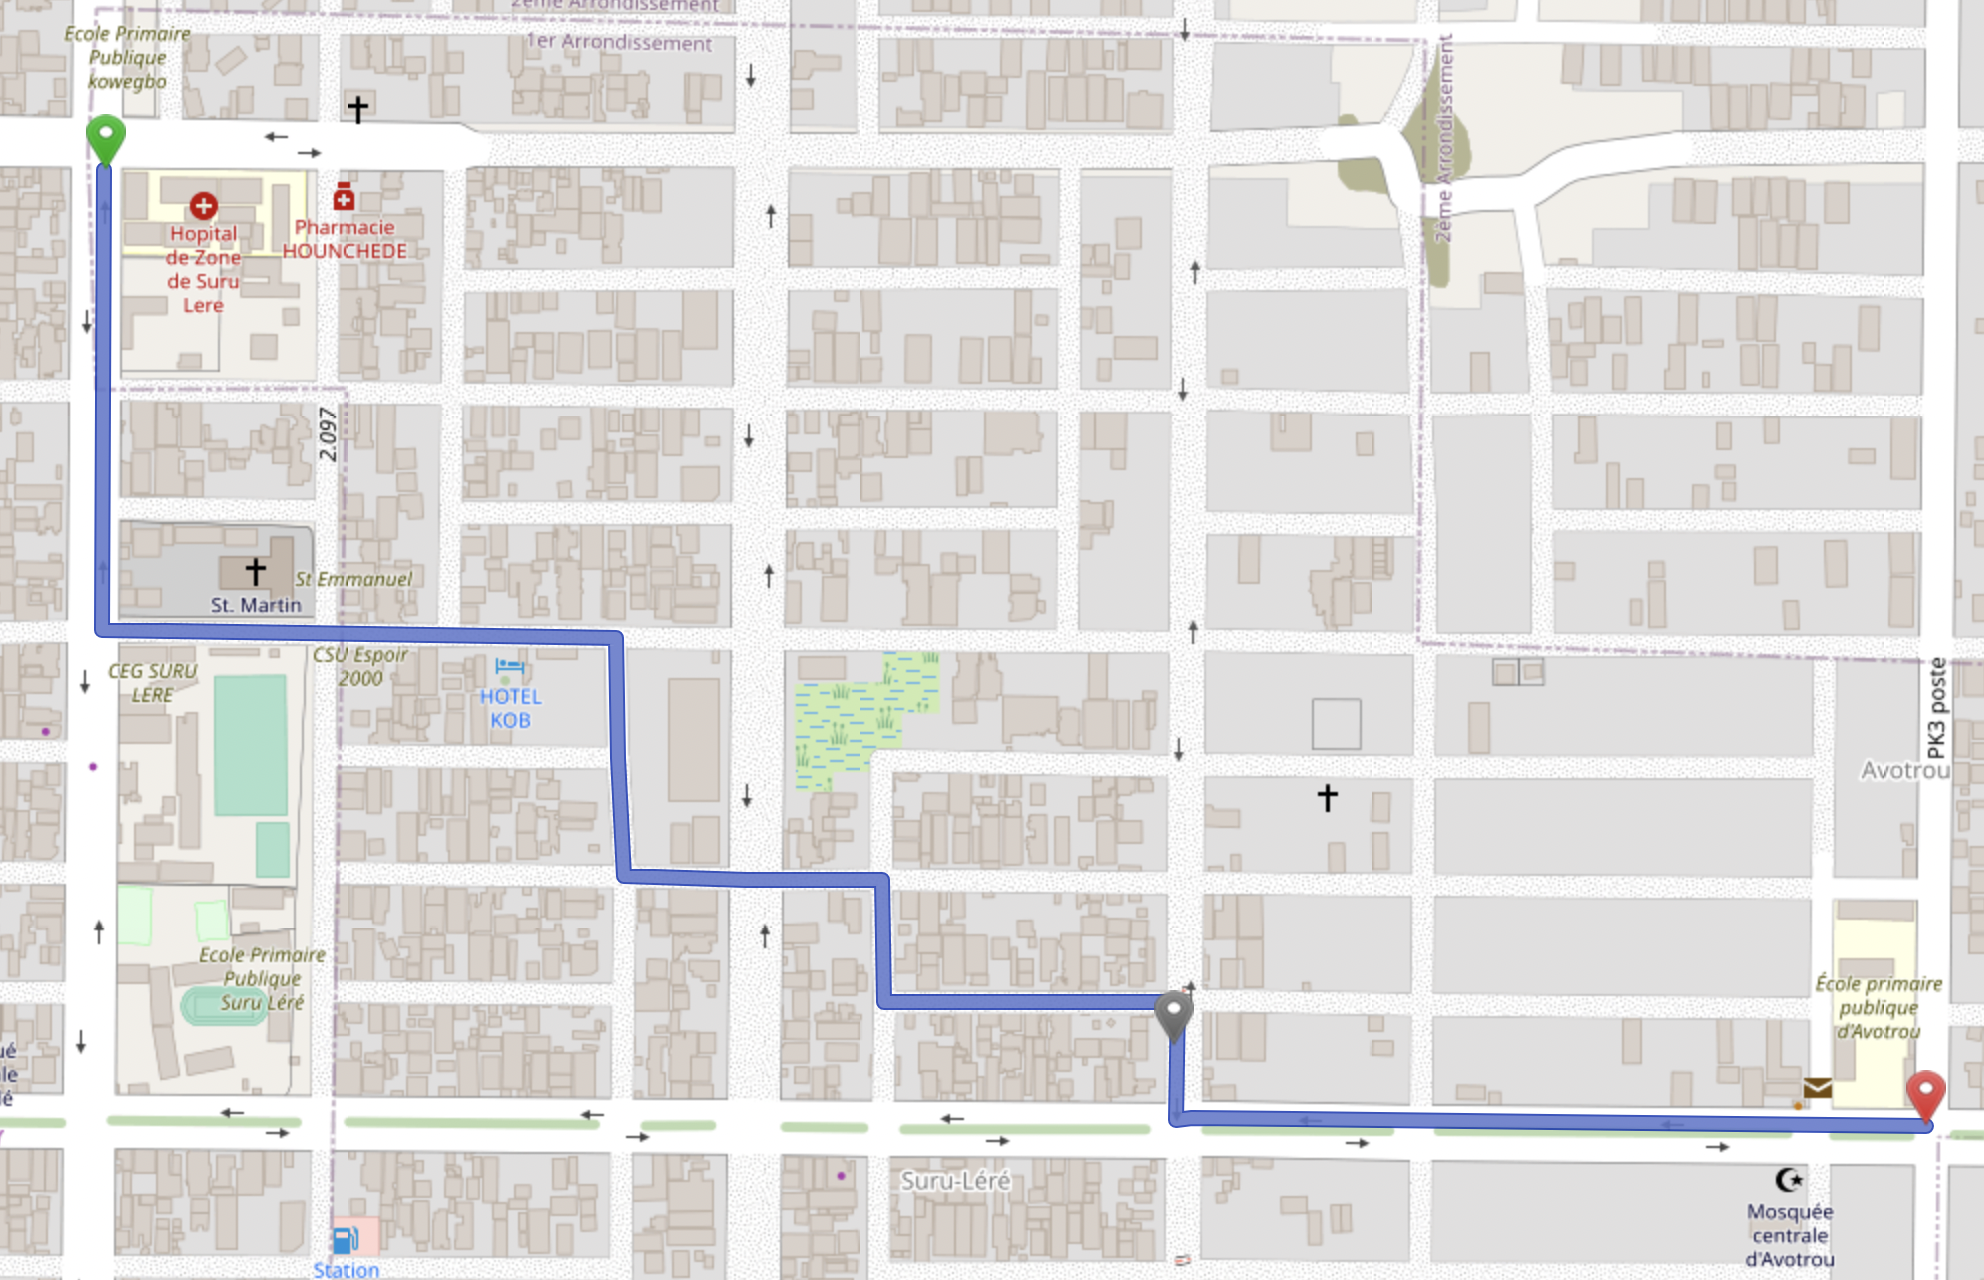 2ème Arrondissement
1er Arrondissement
Ecole Primaire
Publique
kowegbo
2ème Arrondissement
Hopital
de Zone
de Suru
Lere
Pharmacie
HOUNCHEDE
2.097
St Emmanuel
St. Martin
CSU Espoir
2000
CEG SURU
LERE
HOTEL
KOB
PK3 poste
Avotrou
Ecole Primaire
Publique
Suru Léré
École primaire
publique
d'Avotrou
Suru-Léré
Mosquée
centrale
d'Avotrou
Station